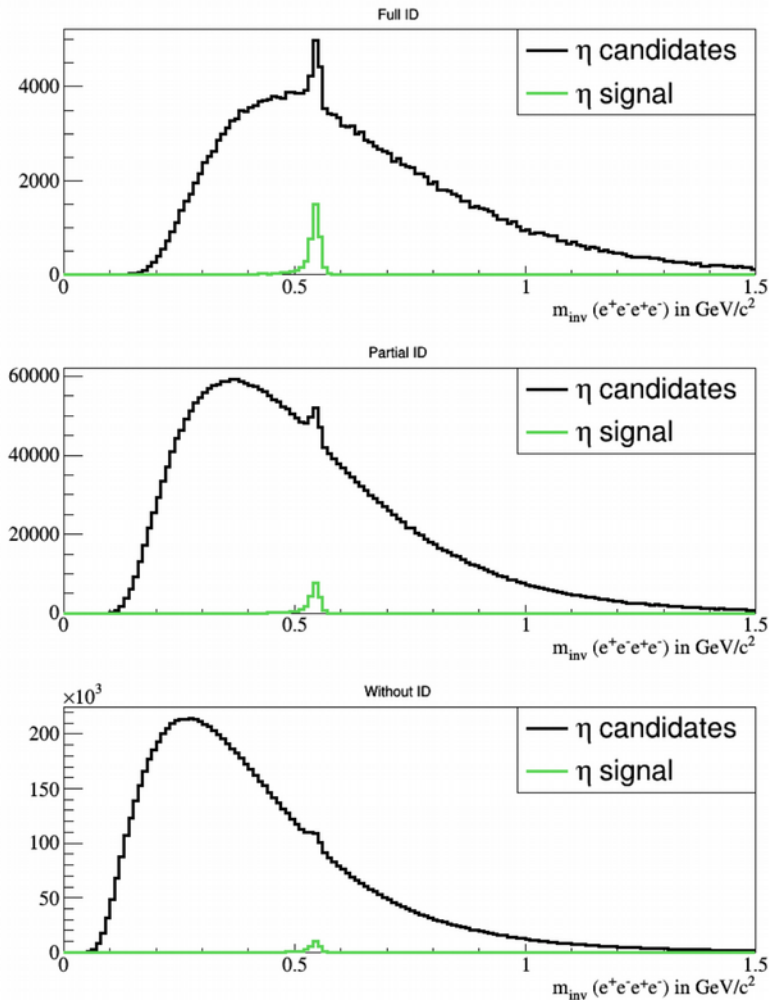 Full ID
η candidates
η signal
4000
2000
0
0 0.5 1 1.5
m_inv (e⁺e⁻e⁺e⁻) in GeV/c²
Partial ID
η candidates
η signal
60000
40000
20000
0
0 0.5 1 1.5
m_inv (e⁺e⁻e⁺e⁻) in GeV/c²
Without ID
×10³
η candidates
η signal
200
150
100
50
0
0 0.5 1 1.5
m_inv (e⁺e⁻e⁺e⁻) in GeV/c²